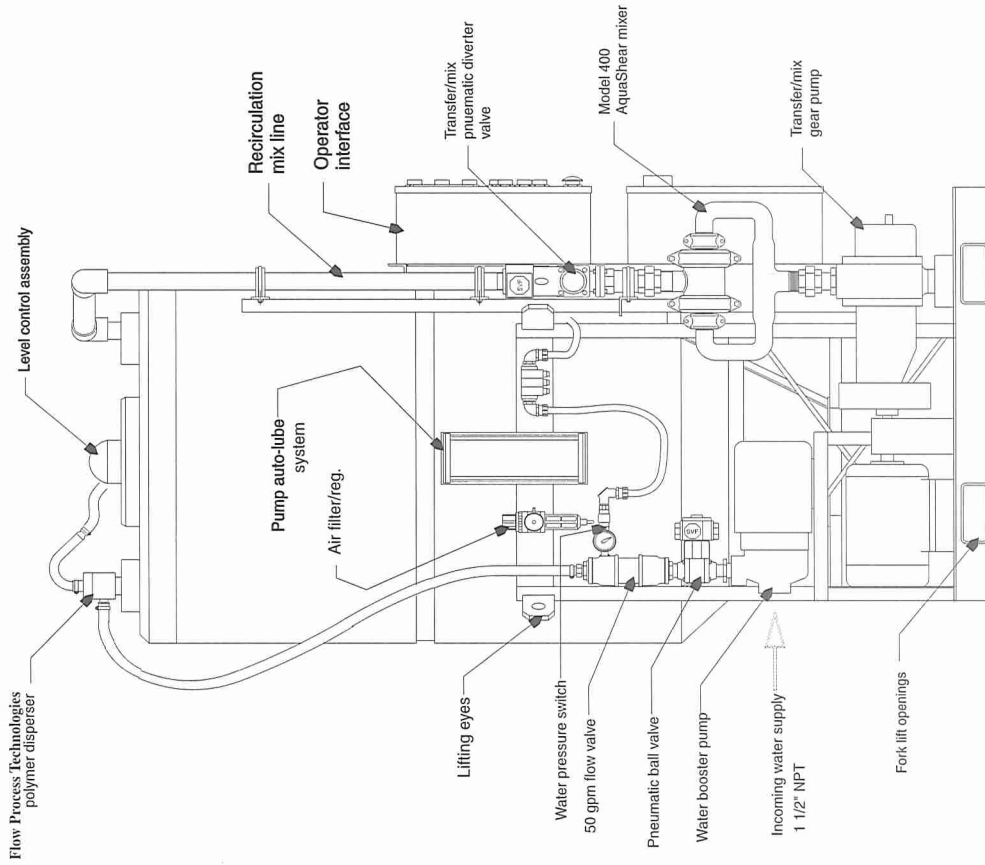 Flow Process Technologies
polymer disperser
Level control assembly
Recirculation
mix line
Operator
interface
Transfer/mix
pnuematic diverter
valve
Model 400
AquaShear mixer
Transfer/mix
gear pump
Pump auto-lube
system
Air filter/reg.
Lifting eyes
Water pressure switch
50 gpm flow valve
Pneumatic ball valve
Water booster pump
Incoming water supply
1 1/2" NPT
Fork lift openings
SVF
SVF